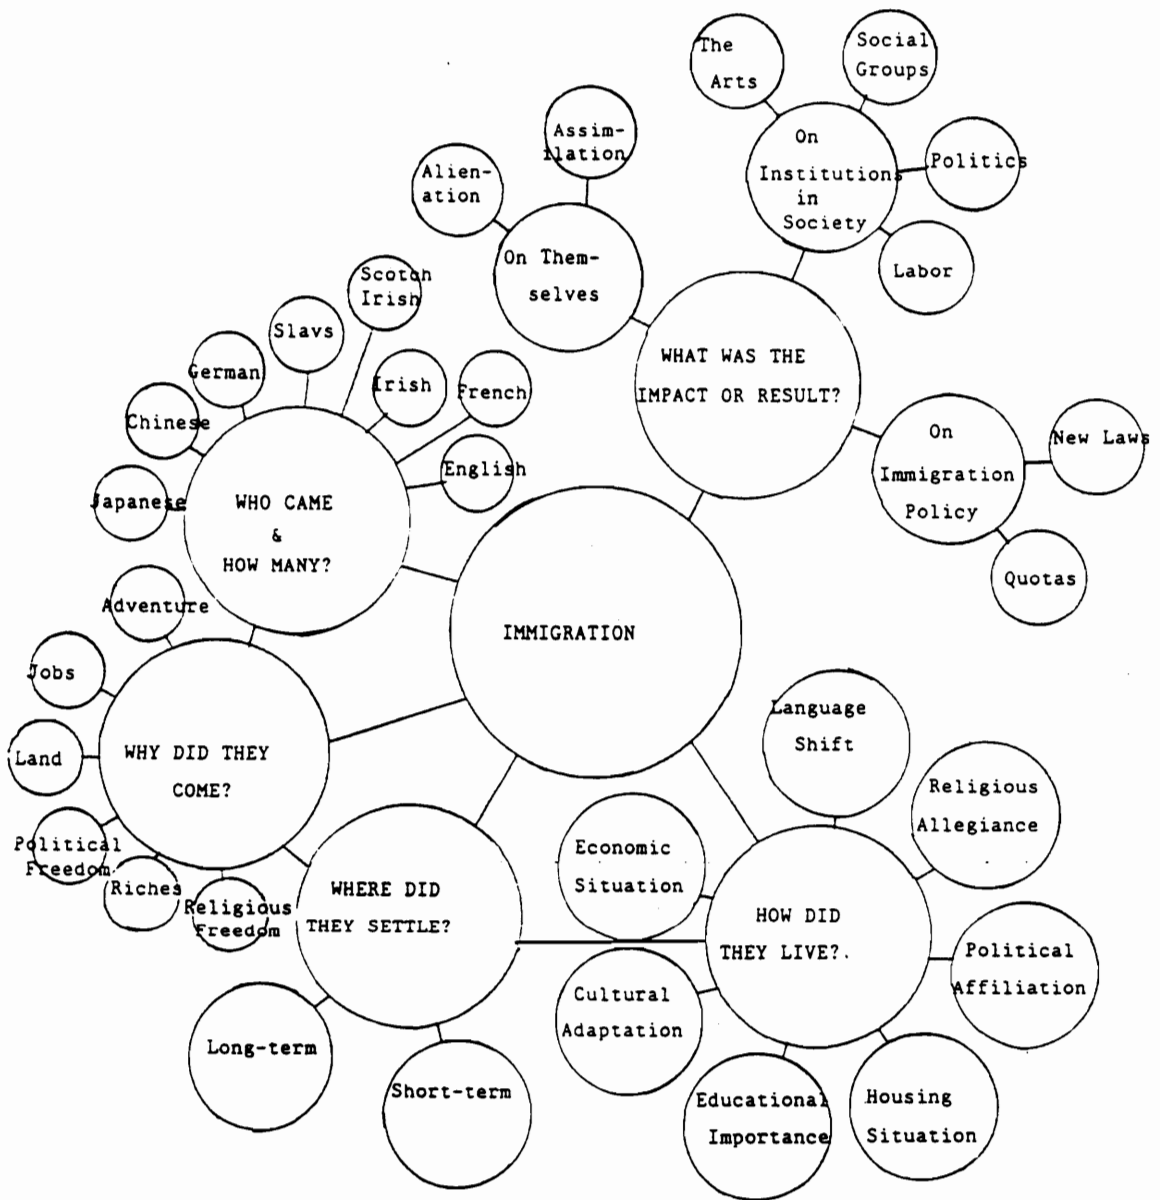 The
Arts
Social
Groups
On
Institutions
in
Society
Politics
Labor
Assim-
ilation
Alien-
ation
On Them-
selves
WHAT WAS THE
IMPACT OR RESULT?
On
Immigration
Policy
New Laws
Quotas
Scotch
Irish
Slavs
German
Irish
French
Chinese
English
Japanese
WHO CAME
&
HOW MANY?
IMMIGRATION
Adventure
Jobs
Land
WHY DID THEY
COME?
Political
Freedom
Riches
Religious
Freedom
WHERE DID
THEY SETTLE?
Long-term
Short-term
Language
Shift
Religious
Allegiance
Economic
Situation
HOW DID
THEY LIVE?.
Political
Affiliation
Cultural
Adaptation
Educational
Importance
Housing
Situation